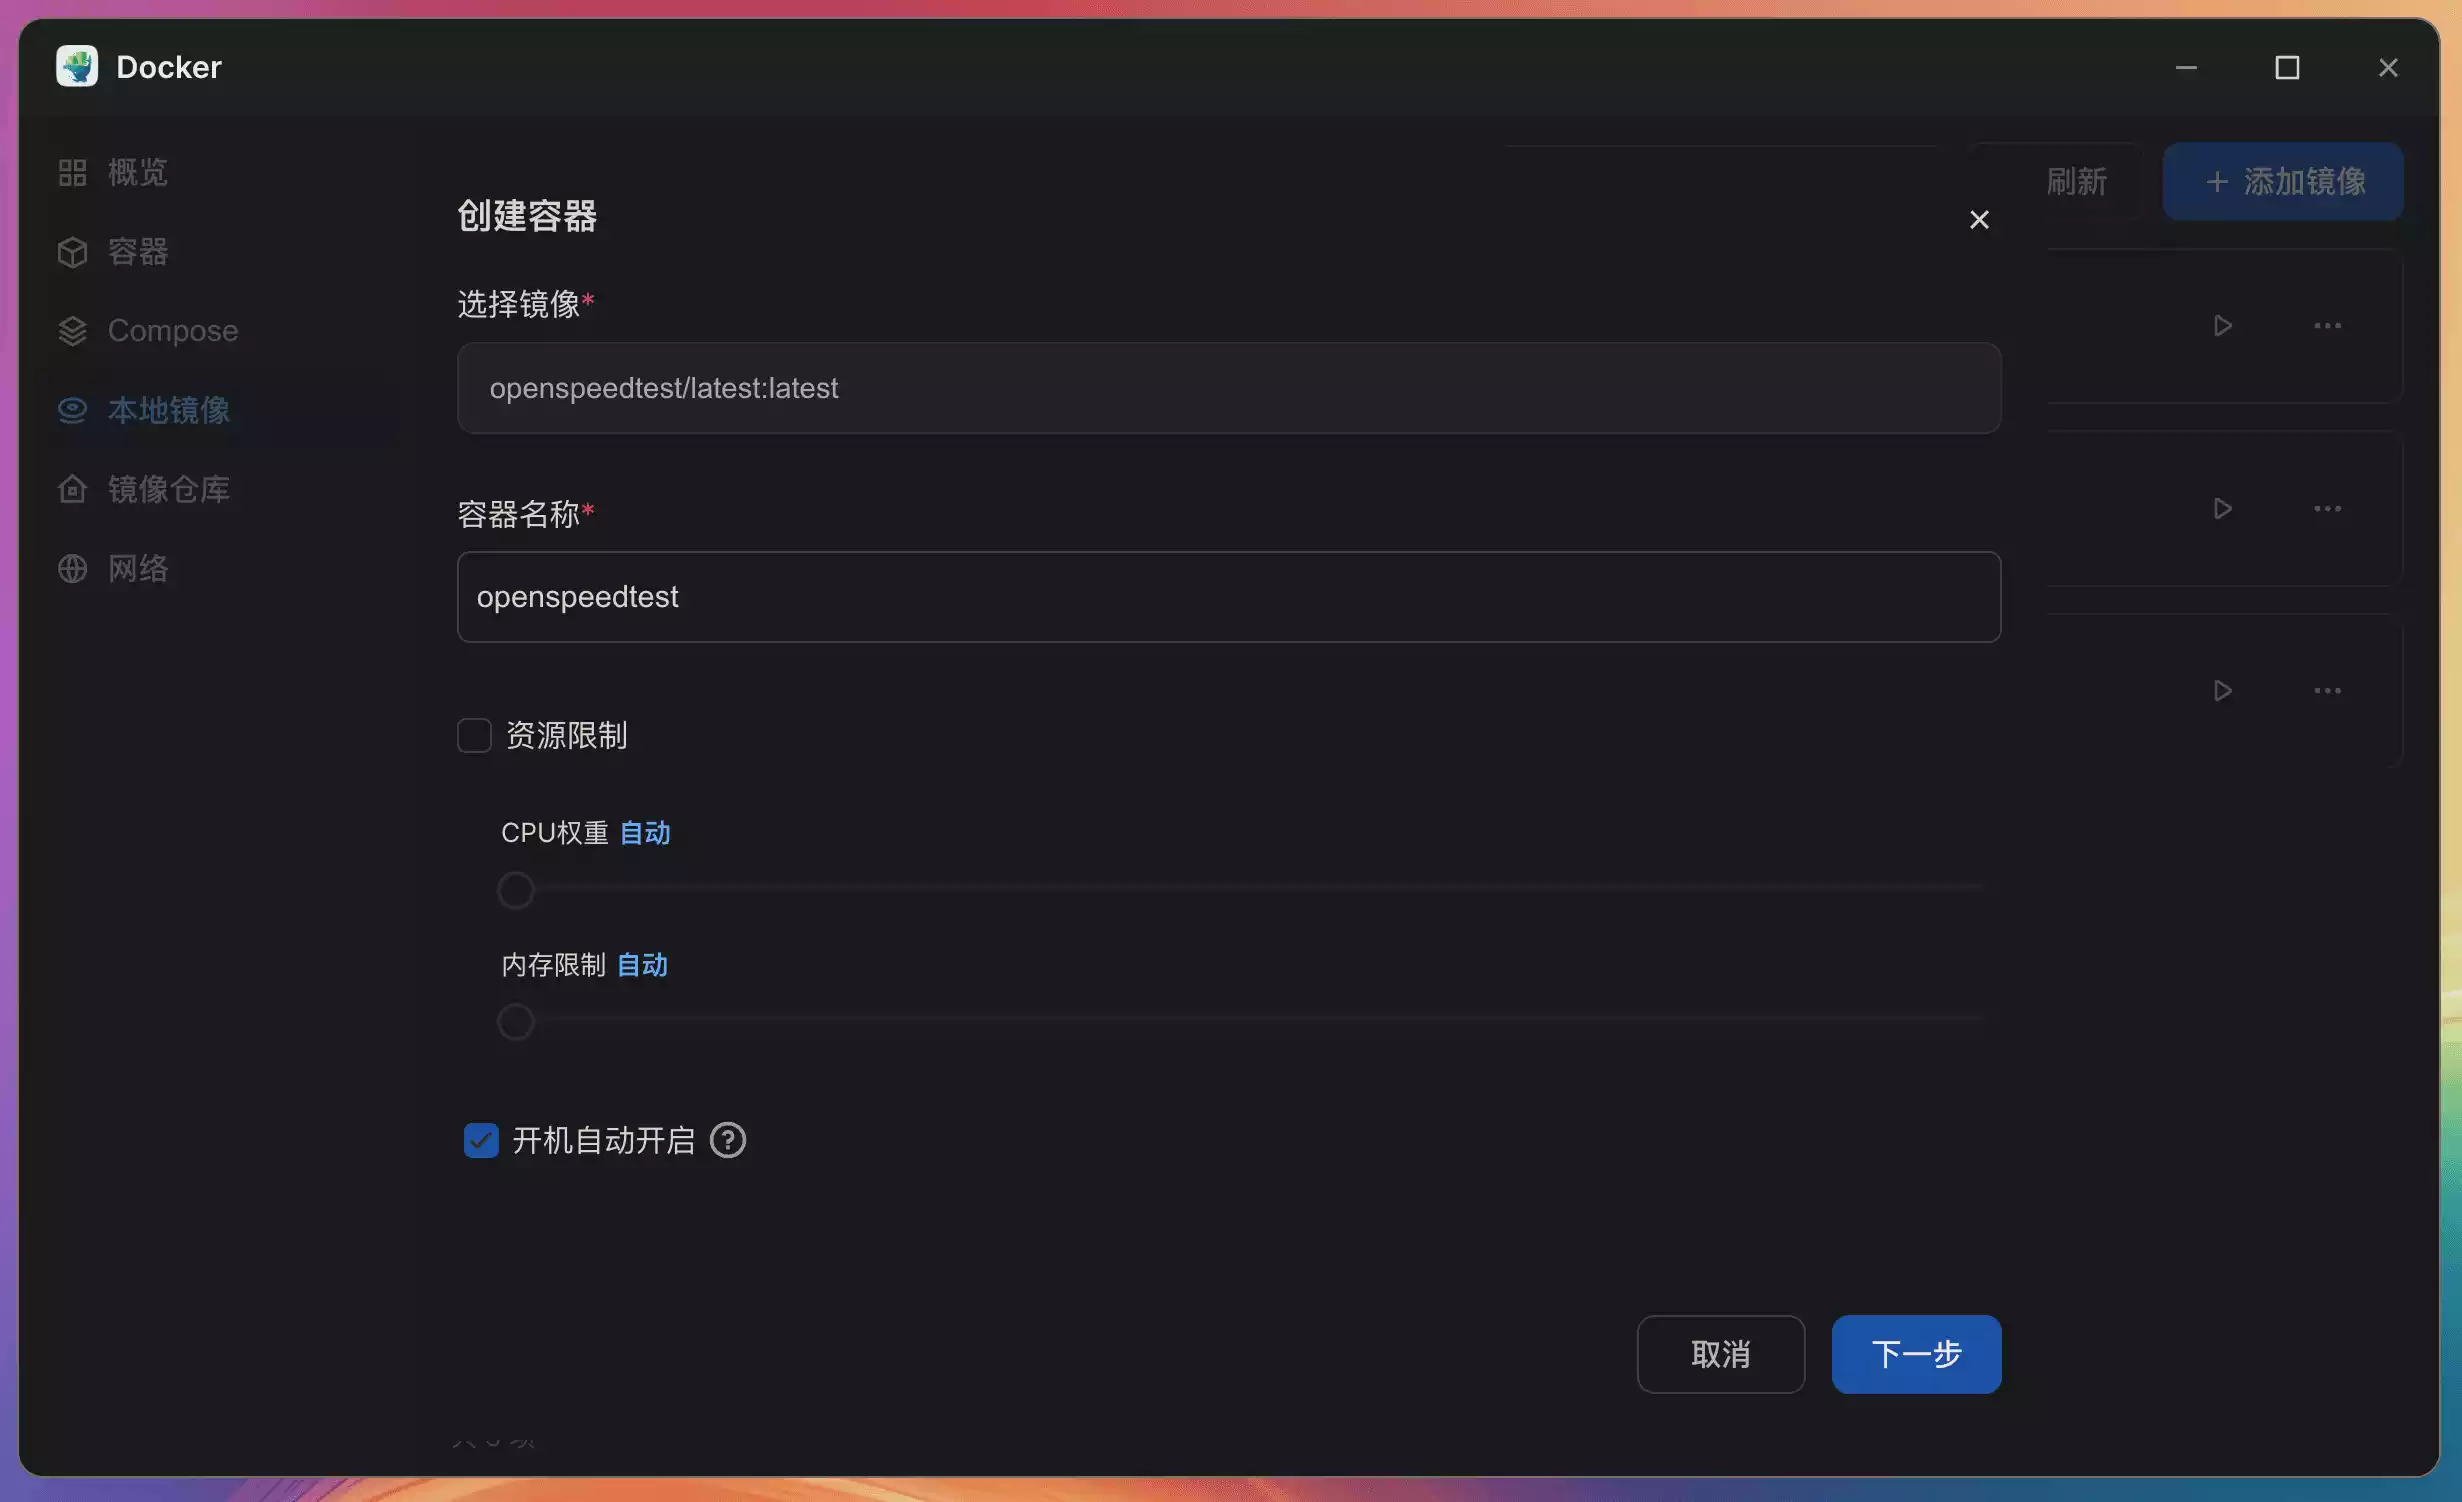 Docker
概览
容器
Compose
本地镜像
镜像仓库
网络
刷新
+ 添加镜像
创建容器
选择镜像*
openspeedtest/latest:latest
容器名称*
openspeedtest
资源限制
CPU权重 自动
内存限制 自动
开机自动开启
取消
下一步